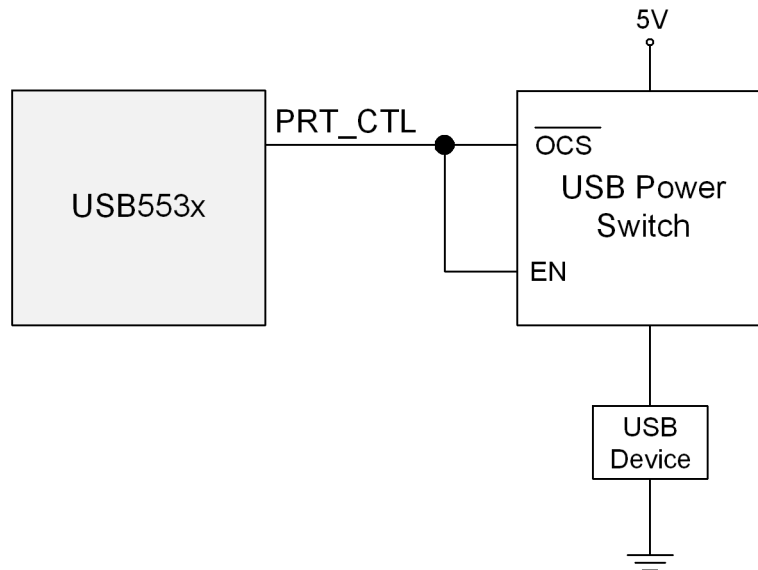 5V
PRT_CTL
OCS
USB553x
USB Power
Switch
EN
USB
Device